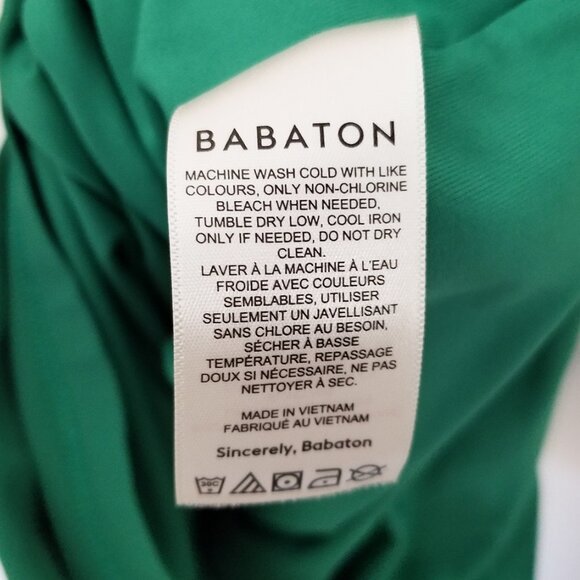 BABATON
MACHINE WASH COLD WITH LIKE
COLOURS, ONLY NON-CHLORINE
BLEACH WHEN NEEDED,
TUMBLE DRY LOW, COOL IRON
ONLY IF NEEDED, DO NOT DRY
CLEAN.
LAVER À LA MACHINE À L'EAU
FROIDE AVEC COULEURS
SEMBLABLES, UTILISER
SEULEMENT UN JAVELLISANT
SANS CHLORE AU BESOIN,
SÉCHER À BASSE
TEMPÉRATURE, REPASSAGE
DOUX SI NÉCESSAIRE, NE PAS
NETTOYER À SEC.
MADE IN VIETNAM
FABRIQUÉ AU VIETNAM
Sincerely, Babaton
30C